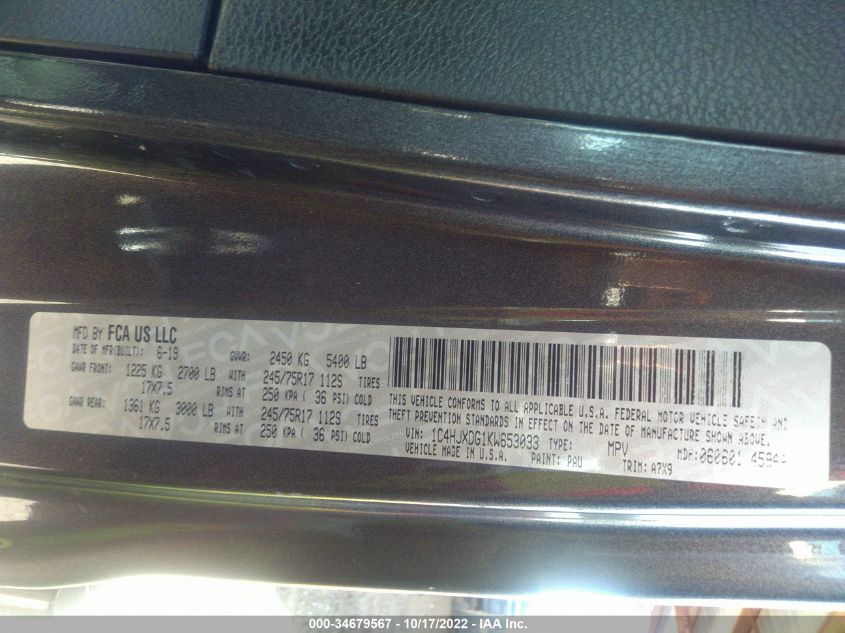 MFD BY FCA US LLC
DATE OF MFR(BUILT): 6-19 GVWR: 2450 KG 5400 LB
GAWR FRONT: 1225 KG 2700 LB WITH 245/75R17 112S TIRES
17X7.5 RIMS AT 250 KPA ( 36 PSI) COLD
GAWR REAR: 1361 KG 3000 LB WITH 245/75R17 112S TIRES
17X7.5 RIMS AT 250 KPA ( 36 PSI) COLD
THIS VEHICLE CONFORMS TO ALL APPLICABLE U.S.A. FEDERAL MOTOR VEHICLE SAFETY AND
THEFT PREVENTION STANDARDS IN EFFECT ON THE DATE OF MANUFACTURE SHOWN ABOVE.
VIN: 1C4HJXDG1KW653033 TYPE: MPV MDH: 060601
VEHICLE MADE IN U.S.A. PAINT: PAU TRIM: A7X9
000-34679567 - 10/17/2022 - IAA Inc.